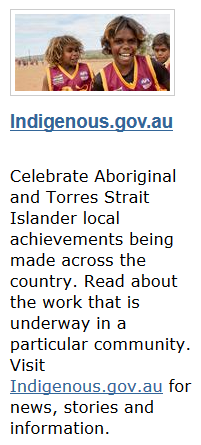 Indigenous.gov.au
Celebrate Aboriginal
and Torres Strait
Islander local
achievements being
made across the
country. Read about
the work that is
underway in a
particular community.
Visit
Indigenous.gov.au for
news, stories and
information.